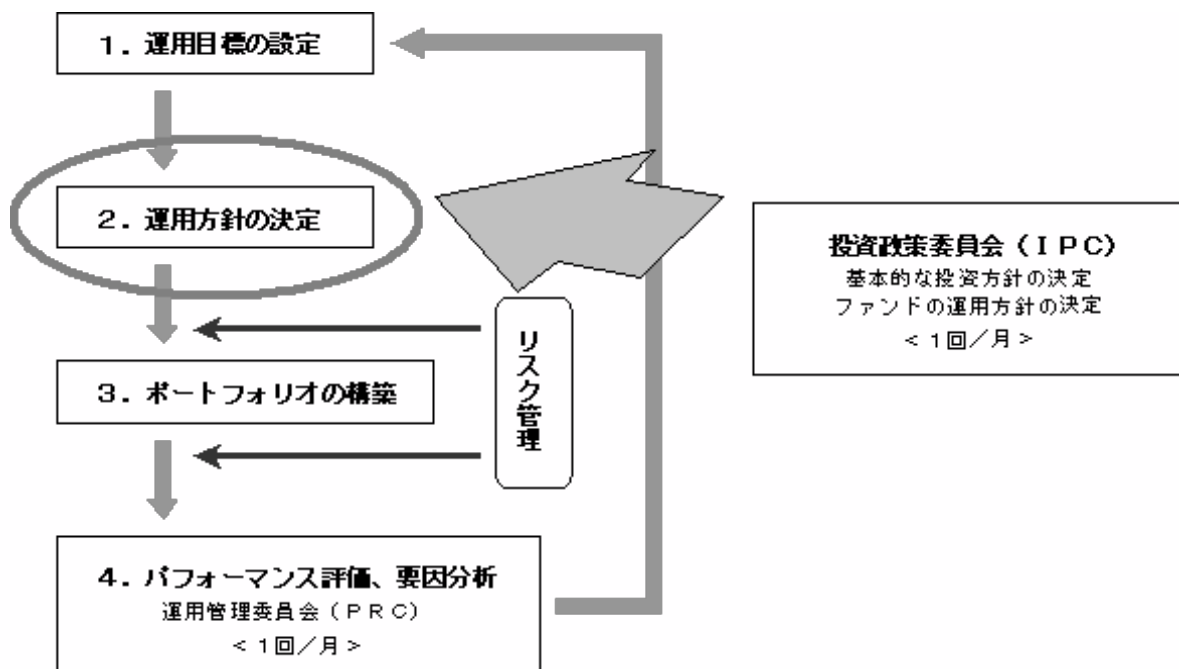 １．運用目標の設定
２．運用方針の決定
投資政策委員会（ＩＰＣ）
基本的な投資方針の決定
ファンドの運用方針の決定
＜１回／月＞
リスク管理
３．ポートフォリオの構築
４．パフォーマンス評価、要因分析
運用管理委員会（ＰＲＣ）
＜１回／月＞